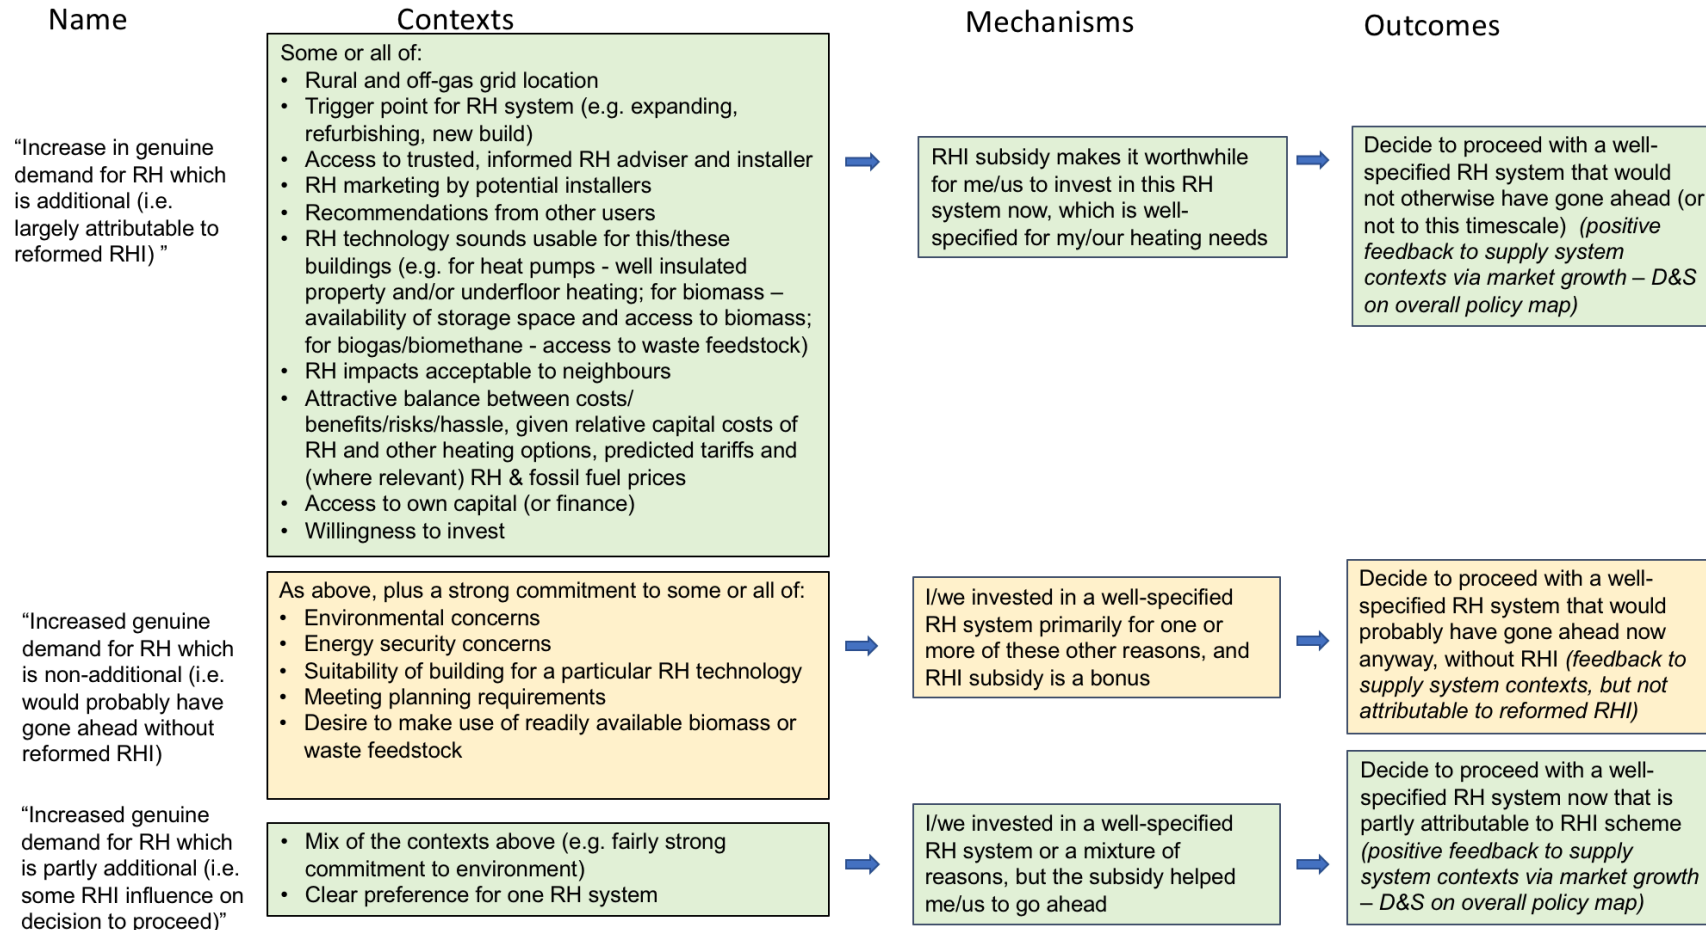 Name
Contexts
Mechanisms
Outcomes
“Increase in genuine
demand for RH which
is additional (i.e.
largely attributable to
reformed RHI) ”
Some or all of:
• Rural and off-gas grid location
• Trigger point for RH system (e.g. expanding,
refurbishing, new build)
• Access to trusted, informed RH adviser and installer
• RH marketing by potential installers
• Recommendations from other users
• RH technology sounds usable for this/these
buildings (e.g. for heat pumps - well insulated
property and/or underfloor heating; for biomass –
availability of storage space and access to biomass;
for biogas/biomethane - access to waste feedstock)
• RH impacts acceptable to neighbours
• Attractive balance between costs/
benefits/risks/hassle, given relative capital costs of
RH and other heating options, predicted tariffs and
(where relevant) RH & fossil fuel prices
• Access to own capital (or finance)
• Willingness to invest
RHI subsidy makes it worthwhile
for me/us to invest in this RH
system now, which is well-
specified for my/our heating needs
Decide to proceed with a well-
specified RH system that would
not otherwise have gone ahead (or
not to this timescale) (positive
feedback to supply system
contexts via market growth – D&S
on overall policy map)
“Increased genuine
demand for RH which
is non-additional (i.e.
would probably have
gone ahead without
reformed RHI)
As above, plus a strong commitment to some or all of:
• Environmental concerns
• Energy security concerns
• Suitability of building for a particular RH technology
• Meeting planning requirements
• Desire to make use of readily available biomass or
waste feedstock
I/we invested in a well-specified
RH system primarily for one or
more of these other reasons, and
RHI subsidy is a bonus
Decide to proceed with a well-
specified RH system that would
probably have gone ahead now
anyway, without RHI (feedback to
supply system contexts, but not
attributable to reformed RHI)
“Increased genuine
demand for RH which
is partly additional (i.e.
some RHI influence on
decision to proceed)”
• Mix of the contexts above (e.g. fairly strong
commitment to environment)
• Clear preference for one RH system
I/we invested in a well-specified
RH system or a mixture of
reasons, but the subsidy helped
me/us to go ahead
Decide to proceed with a well-
specified RH system now that is
partly attributable to RHI scheme
(positive feedback to supply
system contexts via market growth
– D&S on overall policy map)